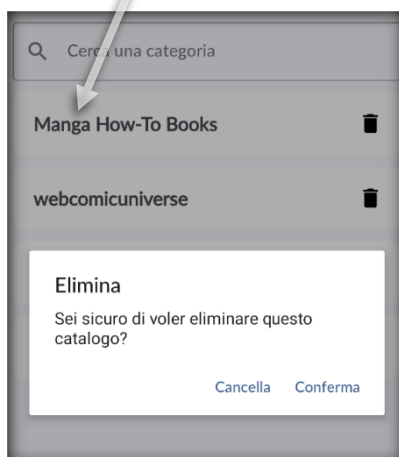 Cerca una categoria
Manga How-To Books
webcomicuniverse
Elimina
Sei sicuro di voler eliminare questo
catalogo?
Cancella Conferma